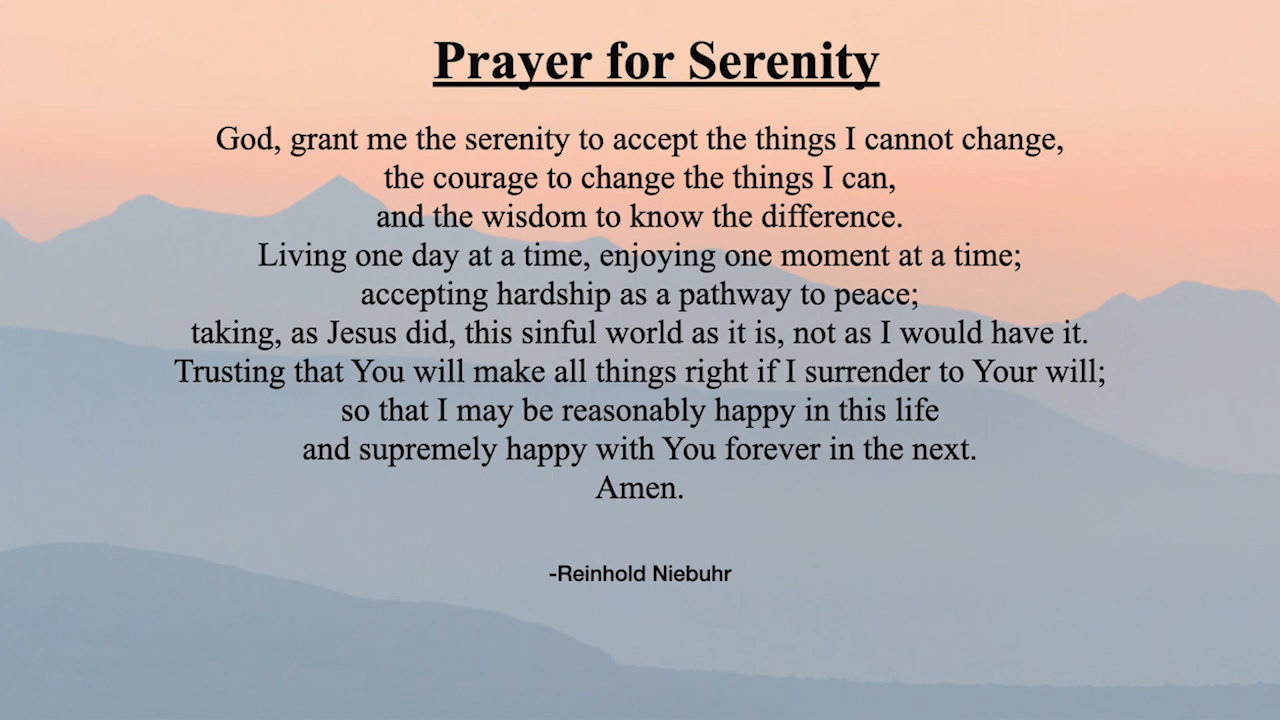 Prayer for Serenity
God, grant me the serenity to accept the things I cannot change,
the courage to change the things I can,
and the wisdom to know the difference.
Living one day at a time, enjoying one moment at a time;
accepting hardship as a pathway to peace;
taking, as Jesus did, this sinful world as it is, not as I would have it.
Trusting that You will make all things right if I surrender to Your will;
so that I may be reasonably happy in this life
and supremely happy with You forever in the next.
Amen.
-Reinhold Niebuhr